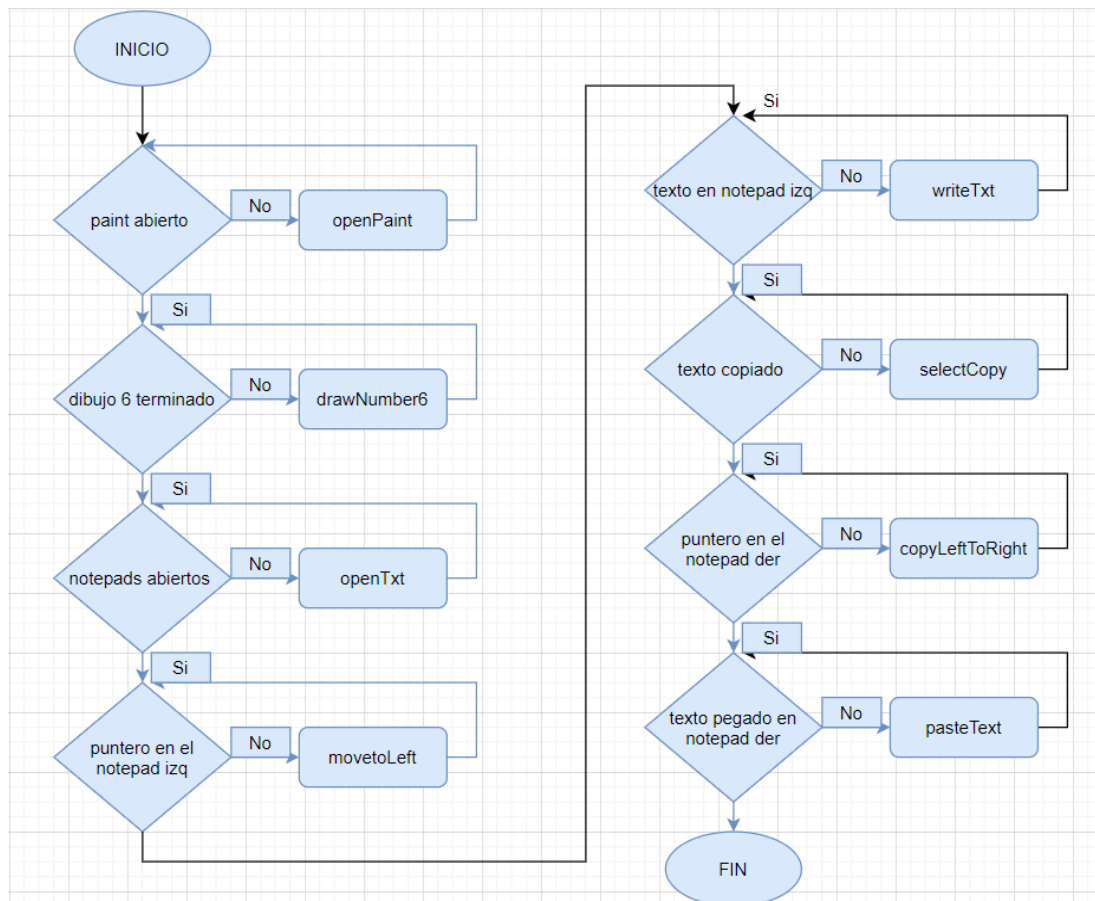 INICIO
paint abierto
No
openPaint
Si
dibujo 6 terminado
No
drawNumber6
Si
notepads abiertos
No
openTxt
Si
puntero en el
notepad izq
No
movetoLeft
Si
texto en notepad izq
No
writeTxt
Si
texto copiado
No
selectCopy
Si
puntero en el
notepad der
No
copyLeftToRight
Si
texto pegado en
notepad der
No
pasteText
FIN